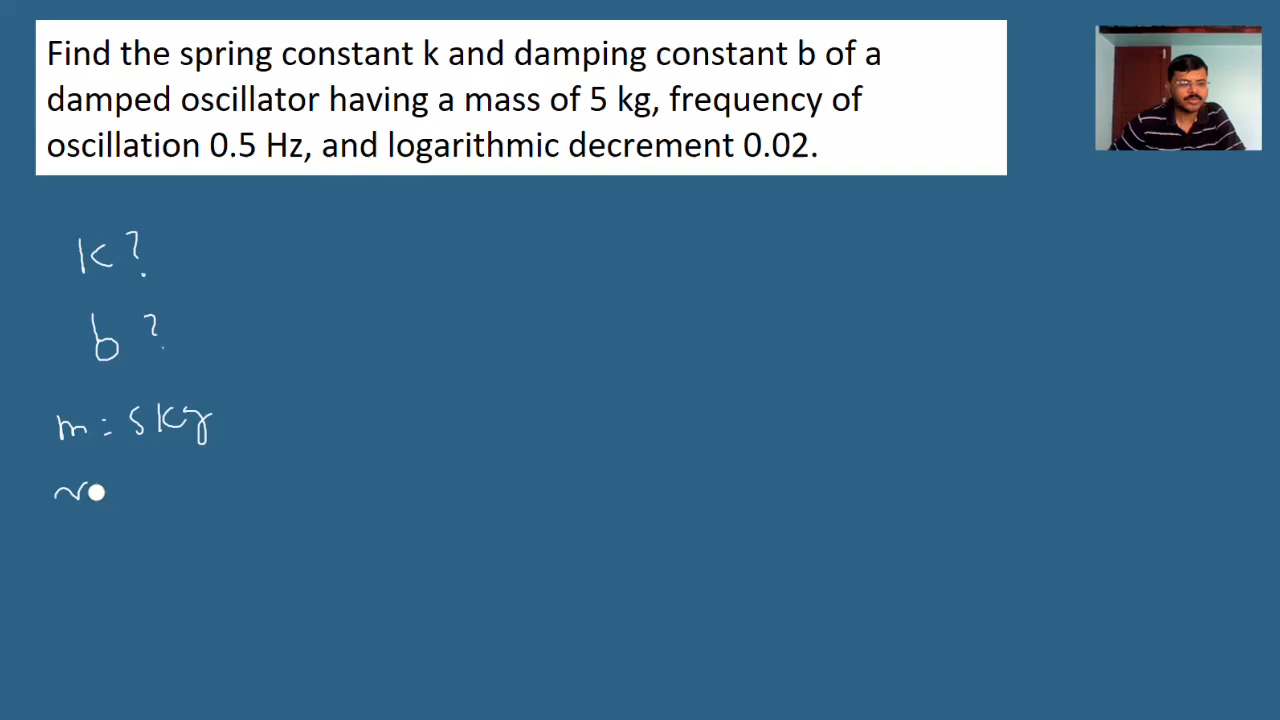 Find the spring constant k and damping constant b of a
damped oscillator having a mass of 5 kg, frequency of
oscillation 0.5 Hz, and logarithmic decrement 0.02.
k ?
b ?
m = 5 kg